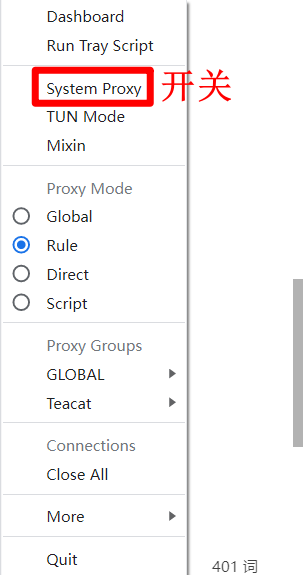 Dashboard
Run Tray Script
System Proxy 开关
TUN Mode
Mixin
Proxy Mode
Global
Rule
Direct
Script
Proxy Groups
GLOBAL
Teacat
Connections
Close All
More
Quit
401 词